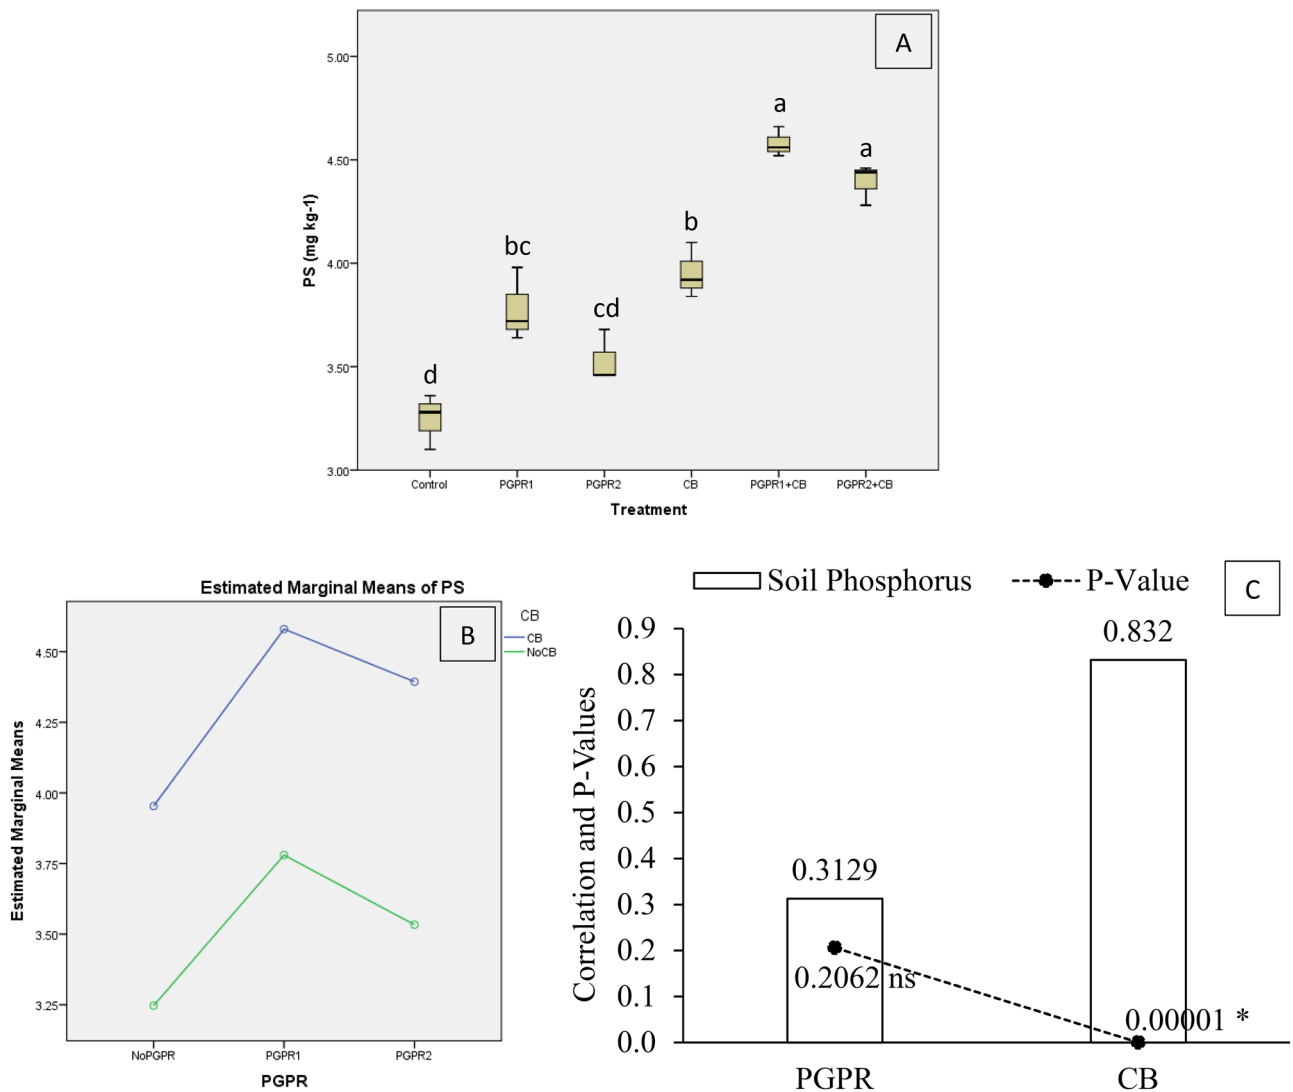 A
5.00
4.50
4.00
3.50
3.00
PS (mg kg-1)
d
bc
cd
b
a
a
Control PGPR1 PGPR2 CB PGPR1+CB PGPR2+CB
Treatment
Estimated Marginal Means of PS
B
CB
CB
NoCB
4.50
4.25
4.00
3.75
3.50
3.25
Estimated Marginal Means
NoPGPR PGPR1 PGPR2
PGPR
Soil Phosphorus P-Value
C
0.9
0.8
0.7
0.6
0.5
0.4
0.3
0.2
0.1
0.0
Correlation and P-Values
0.832
0.3129
0.2062 ns
0.00001 *
PGPR CB